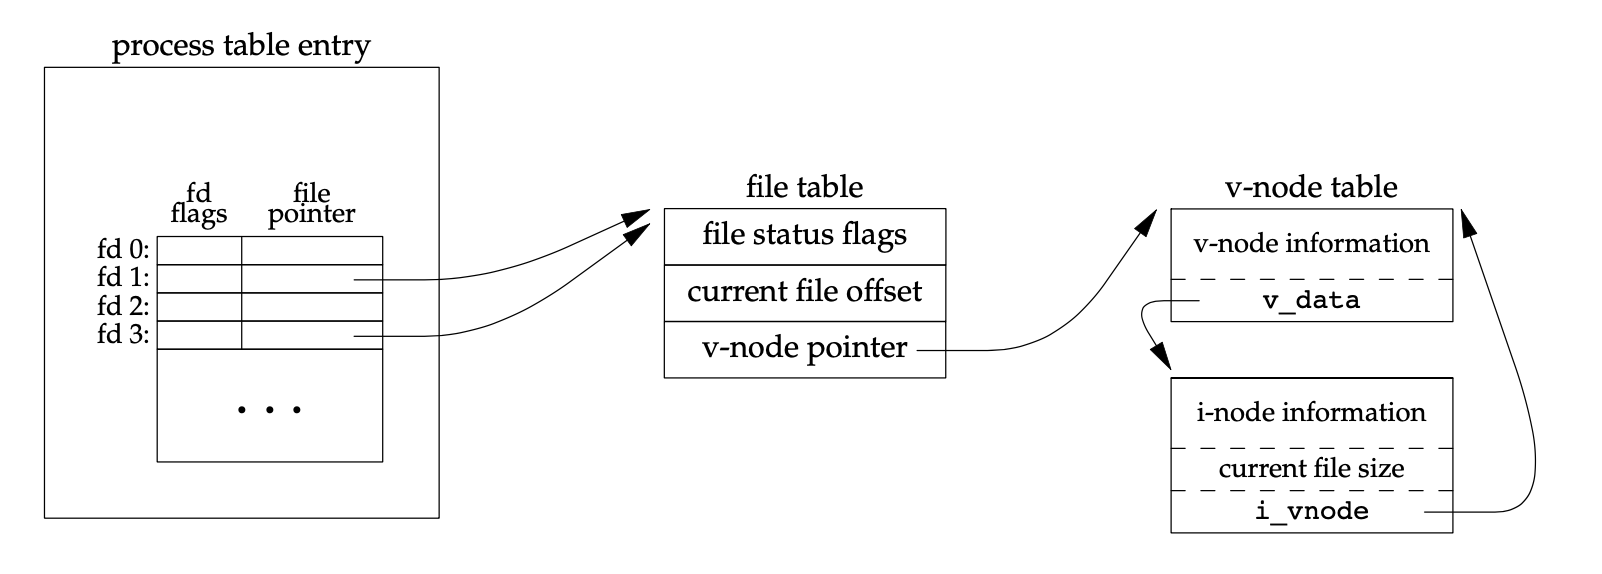 process table entry
fd
flags
file
pointer
fd 0:
fd 1:
fd 2:
fd 3:
. . .
file table
file status flags
current file offset
v-node pointer
v-node table
v-node information
v_data
i-node information
current file size
i_vnode